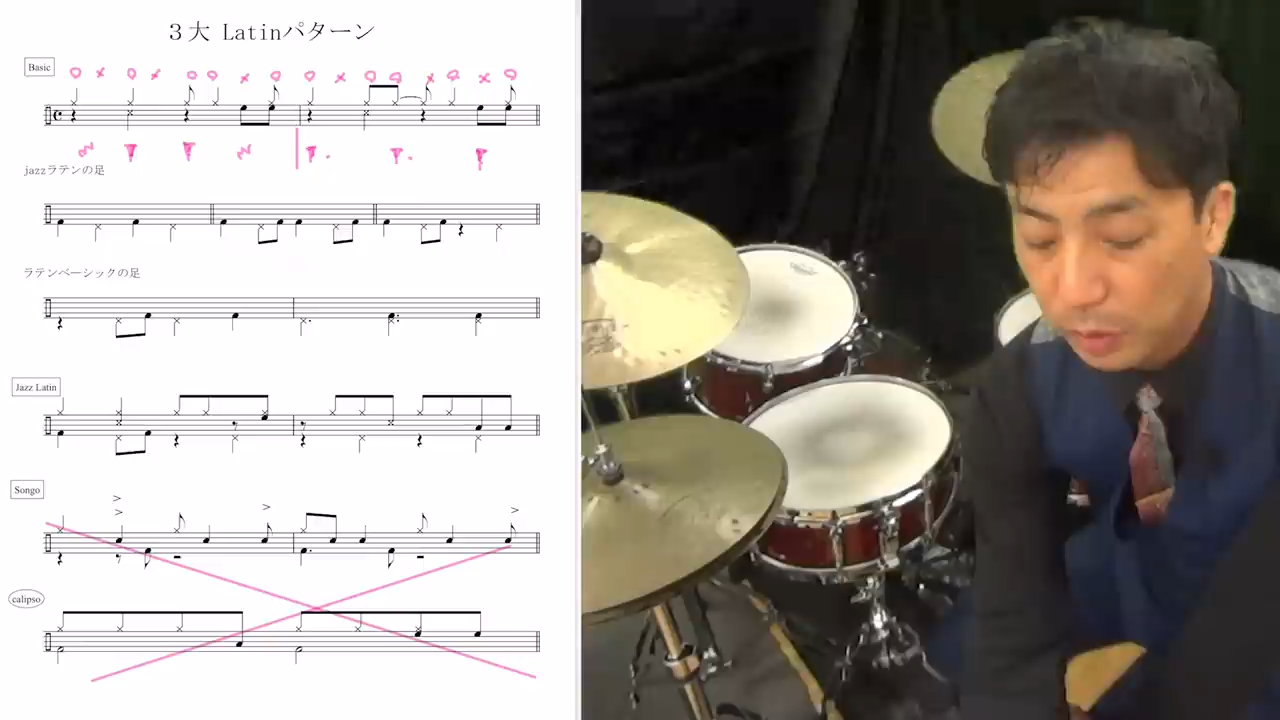 ３大 Latinパターン
Basic
jazzラテンの足
ラテンベーシックの足
Jazz Latin
Songo
calipso